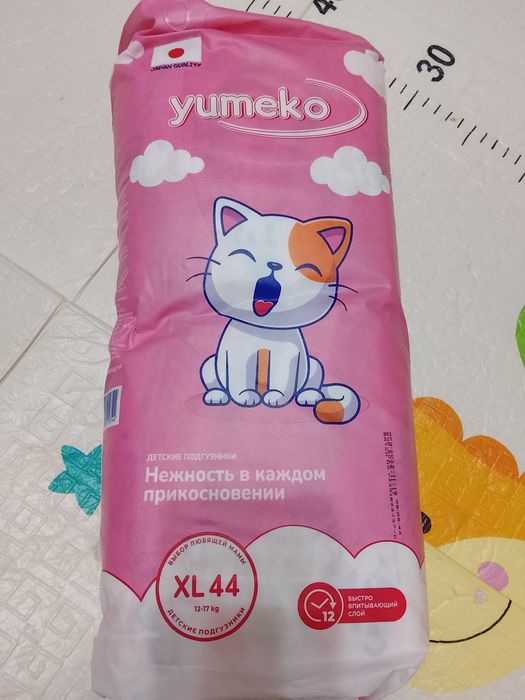 30
JAPAN QUALITY
yumeko
ДЕТСКИЕ ПОДГУЗНИКИ
Нежность в каждом
прикосновении
ВЫБОР ЛЮБЯЩЕЙ МАМЫ
XL 44
12-17 kg
ДЕТСКИЕ ПОДГУЗНИКИ
12
БЫСТРО
ВПИТЫВАЮЩИЙ
СЛОЙ